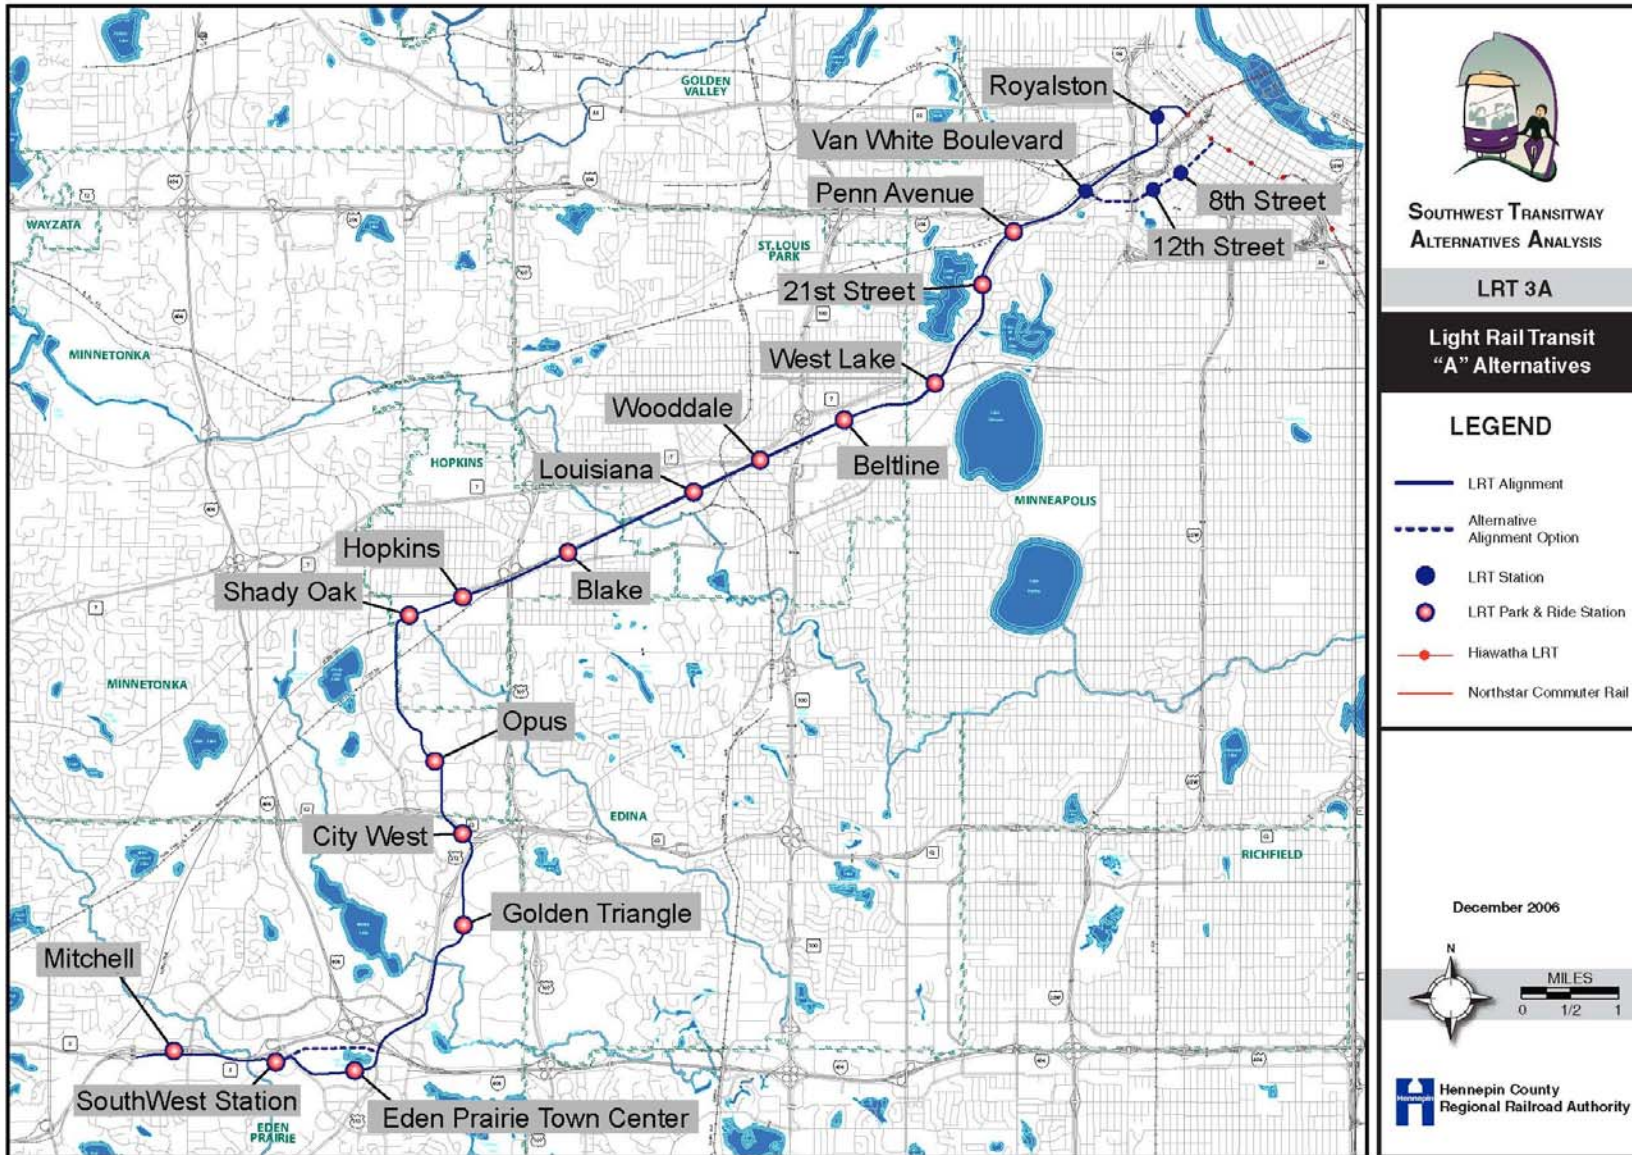 GOLDEN
VALLEY
Royalston
Van White Boulevard
Penn Avenue
8th Street
12th Street
WAYZATA
ST.LOUIS
PARK
21st Street
MINNETONKA
West Lake
Wooddale
Beltline
HOPKINS
Louisiana
MINNEAPOLIS
Hopkins
Blake
Shady Oak
MINNETONKA
Opus
City West
EDINA
RICHFIELD
Golden Triangle
Mitchell
SouthWest Station
Eden Prairie Town Center
EDEN
PRAIRIE
SOUTHWEST TRANSITWAY
ALTERNATIVES ANALYSIS
LRT 3A
Light Rail Transit
“A” Alternatives
LEGEND
LRT Alignment
Alternative
Alignment Option
LRT Station
LRT Park & Ride Station
Hiawatha LRT
Northstar Commuter Rail
December 2006
N
MILES
0 1/2 1
Hennepin
Hennepin County
Regional Railroad Authority